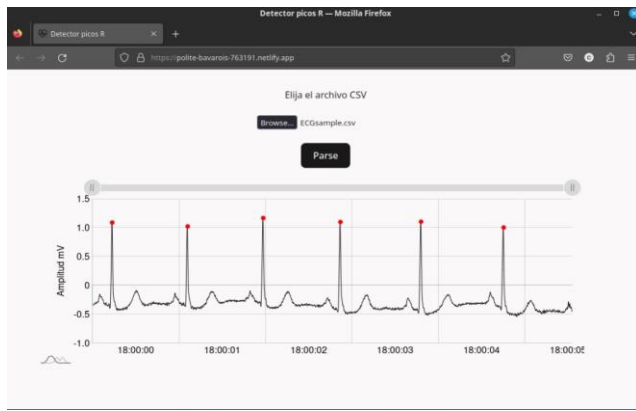 Detector picos R — Mozilla Firefox
Detector picos R
https://polite-bavarois-763191.netlify.app
Elija el archivo CSV
Browse... ECGsample.csv
Parse
1.5
1.0
0.5
0
-0.5
-1.0
Amplitud mV
18:00:00 18:00:01 18:00:02 18:00:03 18:00:04 18:00:05